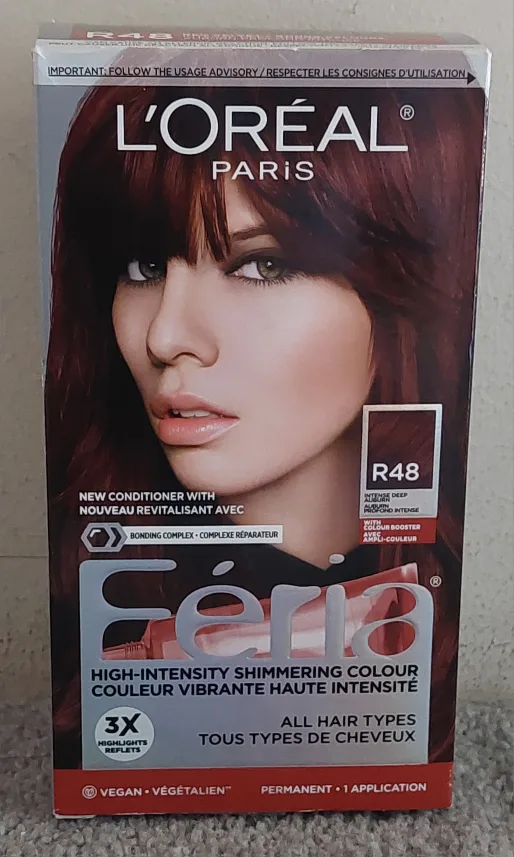 R48
IMPORTANT: FOLLOW THE USAGE ADVISORY / RESPECTER LES CONSIGNES D'UTILISATION
L'ORÉAL®
PARiS
R48
INTENSE DEEP
AUBURN
AUBURN
PROFOND INTENSE
WITH
COLOUR BOOSTER
AVEC
AMPLI-COULEUR
NEW CONDITIONER WITH
NOUVEAU REVITALISANT AVEC
BONDING COMPLEX • COMPLEXE RÉPARATEUR
Féria®
HIGH-INTENSITY SHIMMERING COLOUR
COULEUR VIBRANTE HAUTE INTENSITÉ
3X
HIGHLIGHTS
REFLETS
ALL HAIR TYPES
TOUS TYPES DE CHEVEUX
VEGAN • VÉGÉTALIEN
PERMANENT • 1 APPLICATION